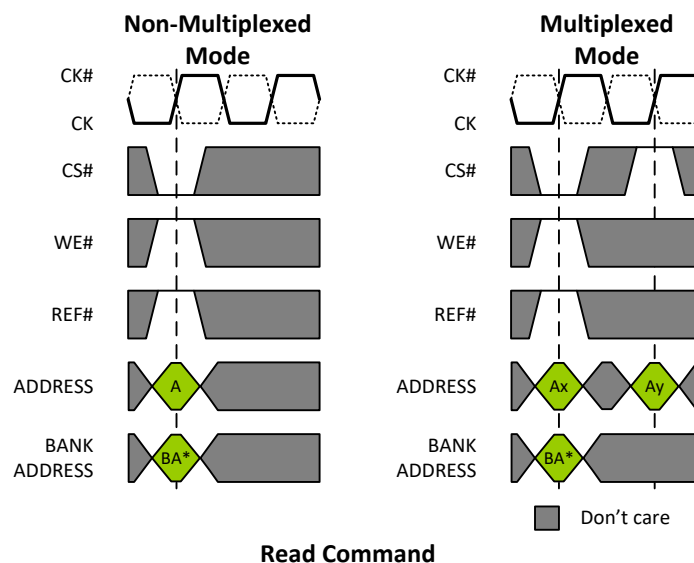 Non-Multiplexed
Mode
Multiplexed
Mode
CK#
CK
CS#
WE#
REF#
ADDRESS
A
BANK
ADDRESS
BA*
CK#
CK
CS#
WE#
REF#
ADDRESS
Ax
Ay
BANK
ADDRESS
BA*
Don't care
Read Command